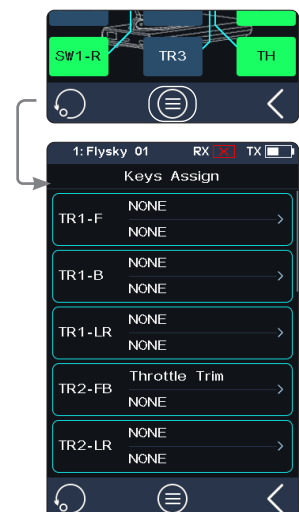 SW1-R TR3 TH
1: Flysky 01 RX TX
Keys Assign
TR1-F NONE
NONE
TR1-B NONE
NONE
TR1-LR NONE
NONE
TR2-FB Throttle Trim
NONE
TR2-LR NONE
NONE